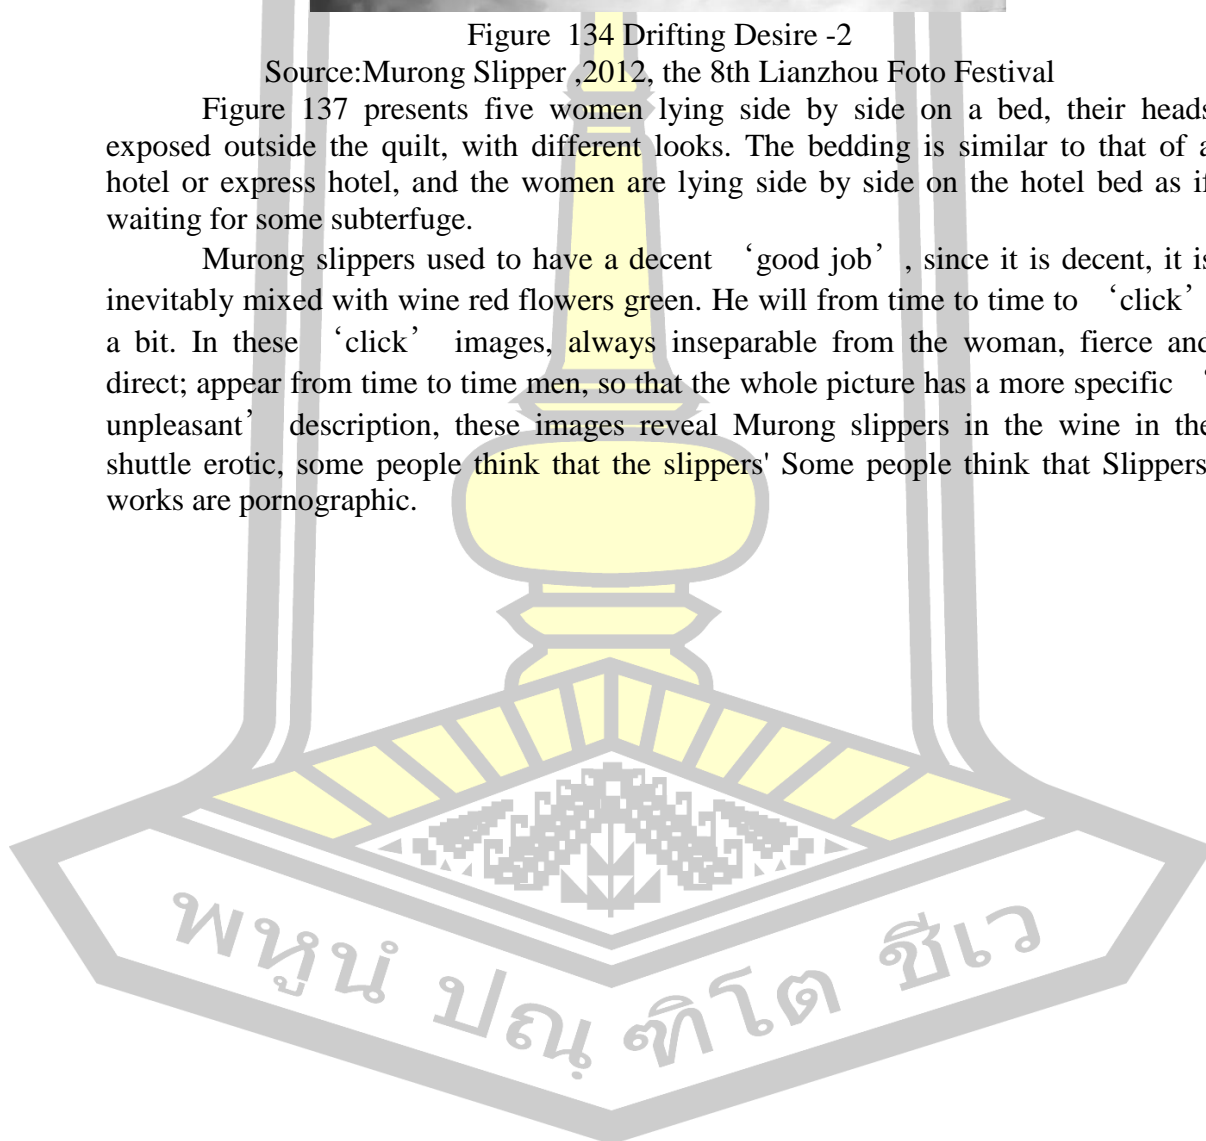 Figure 134 Drifting Desire -2
Source:Murong Slipper ,2012, the 8th Lianzhou Foto Festival
Figure 137 presents five women lying side by side on a bed, their heads
exposed outside the quilt, with different looks. The bedding is similar to that of a
hotel or express hotel, and the women are lying side by side on the hotel bed as if
waiting for some subterfuge.
Murong slippers used to have a decent ‘good job’, since it is decent, it is
inevitably mixed with wine red flowers green. He will from time to time to ‘click’
a bit. In these ‘click’ images, always inseparable from the woman, fierce and
direct; appear from time to time men, so that the whole picture has a more specific ‘
unpleasant’ description, these images reveal Murong slippers in the wine in the
shuttle erotic, some people think that the slippers' Some people think that Slippers
works are pornographic.
พหูนํ ปณฺฑิโต ชีเว